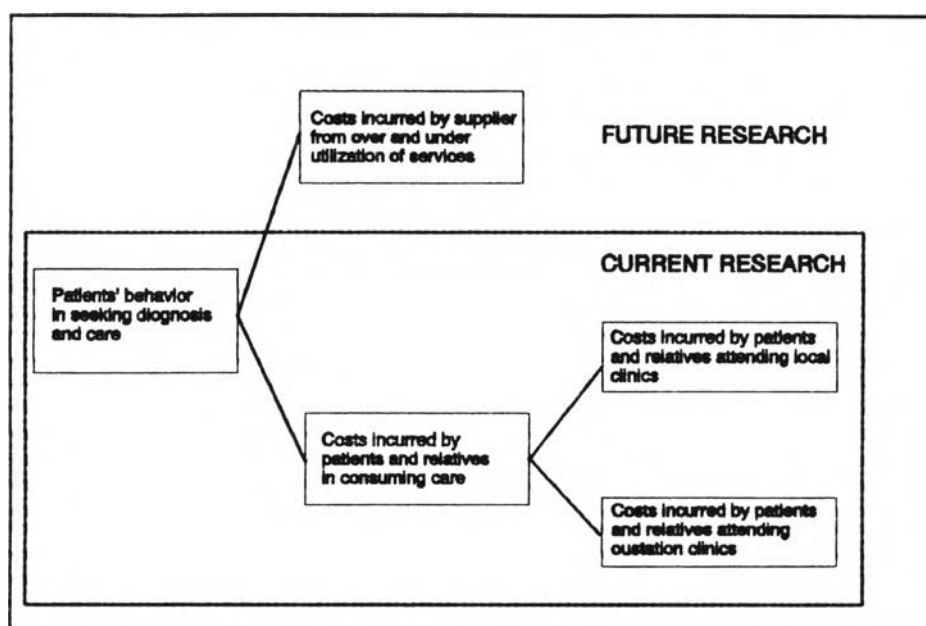 Costs incurred by supplier
from over and under
utilization of services
FUTURE RESEARCH
CURRENT RESEARCH
Patients' behavior
in seeking diognosis
and care
Costs incurred by patients
and relatives attending local
clinics
Costs incurred by
patients and relatives
in consuming care
Costs incurred by patients
and relatives attending
oustation clinics